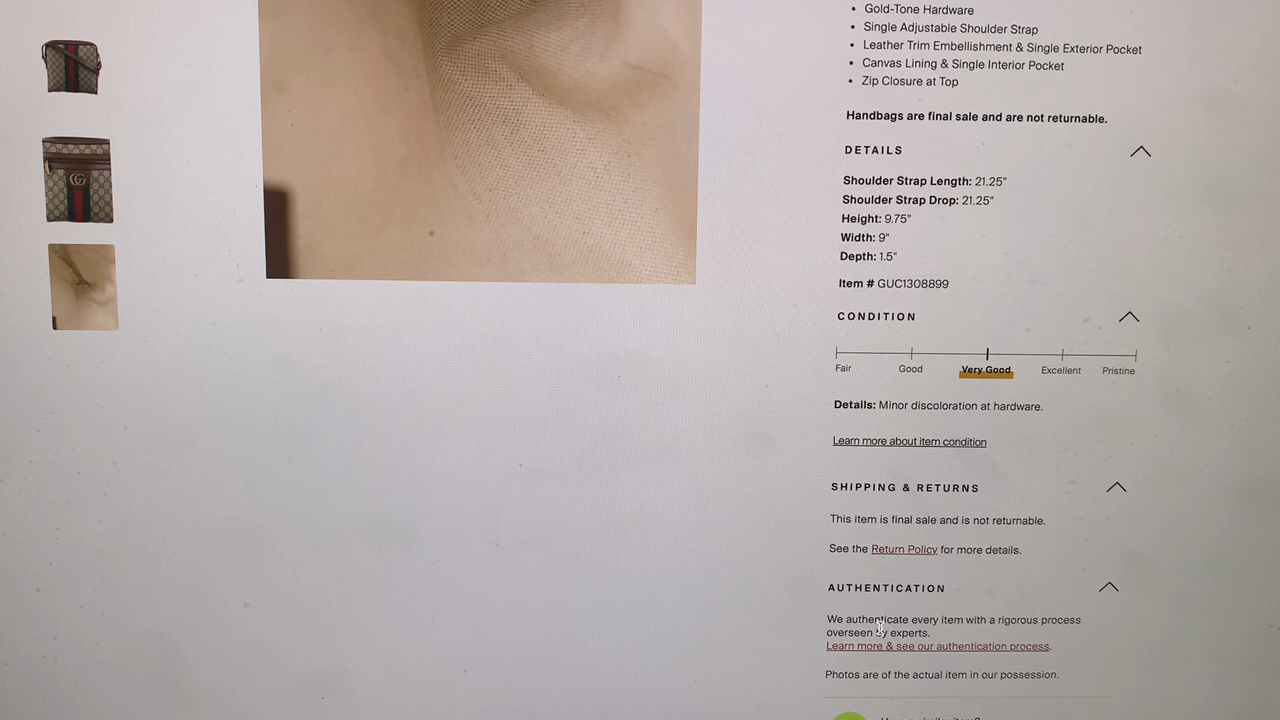 • Gold-Tone Hardware
• Single Adjustable Shoulder Strap
• Leather Trim Embellishment & Single Exterior Pocket
• Canvas Lining & Single Interior Pocket
• Zip Closure at Top
Handbags are final sale and are not returnable.
DETAILS
Shoulder Strap Length: 21.25"
Shoulder Strap Drop: 21.25"
Height: 9.75"
Width: 9"
Depth: 1.5"
Item # GUC1308899
CONDITION
Fair Good Very Good Excellent Pristine
Details: Minor discoloration at hardware.
Learn more about item condition
SHIPPING & RETURNS
This item is final sale and is not returnable.
See the Return Policy for more details.
AUTHENTICATION
We authenticate every item with a rigorous process
overseen by experts.
Learn more & see our authentication process.
Photos are of the actual item in our possession.